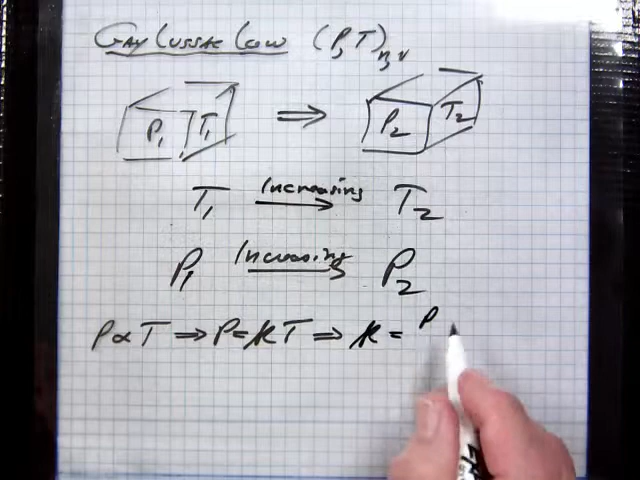 Gay Lussac Law (P, T)n,v
P1 T1 ⇒ P2 T2
T1 Increasing → T2
P1 Increasing → P2
P ∝ T ⇒ P = kT ⇒ k = P